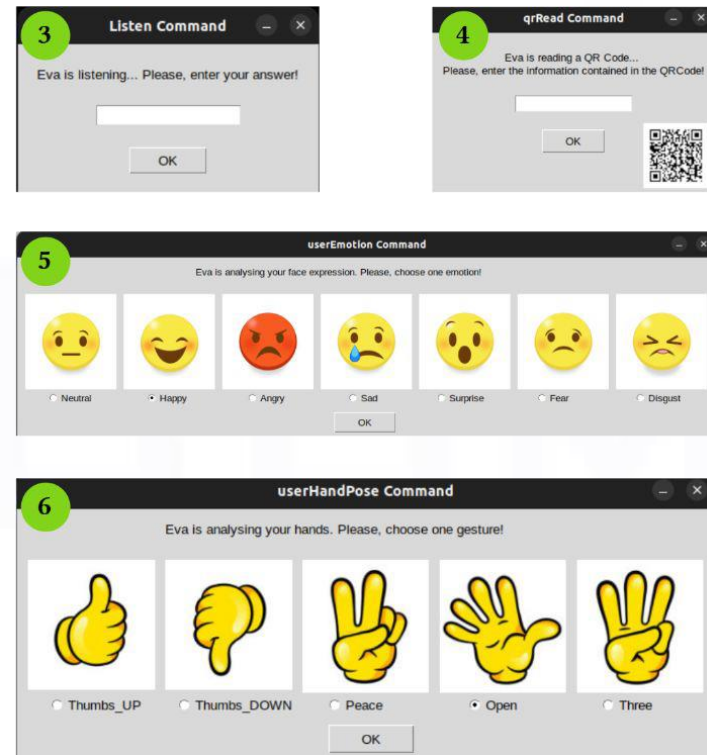 3
Listen Command
Eva is listening... Please, enter your answer!
OK
4
qrRead Command
Eva is reading a QR Code...
Please, enter the information contained in the QRCode!
OK
5
userEmotion Command
Eva is analysing your face expression. Please, choose one emotion!
Neutral Happy Angry Sad Surprise Fear Disgust
OK
6
userHandPose Command
Eva is analysing your hands. Please, choose one gesture!
Thumbs_UP Thumbs_DOWN Peace Open Three
OK